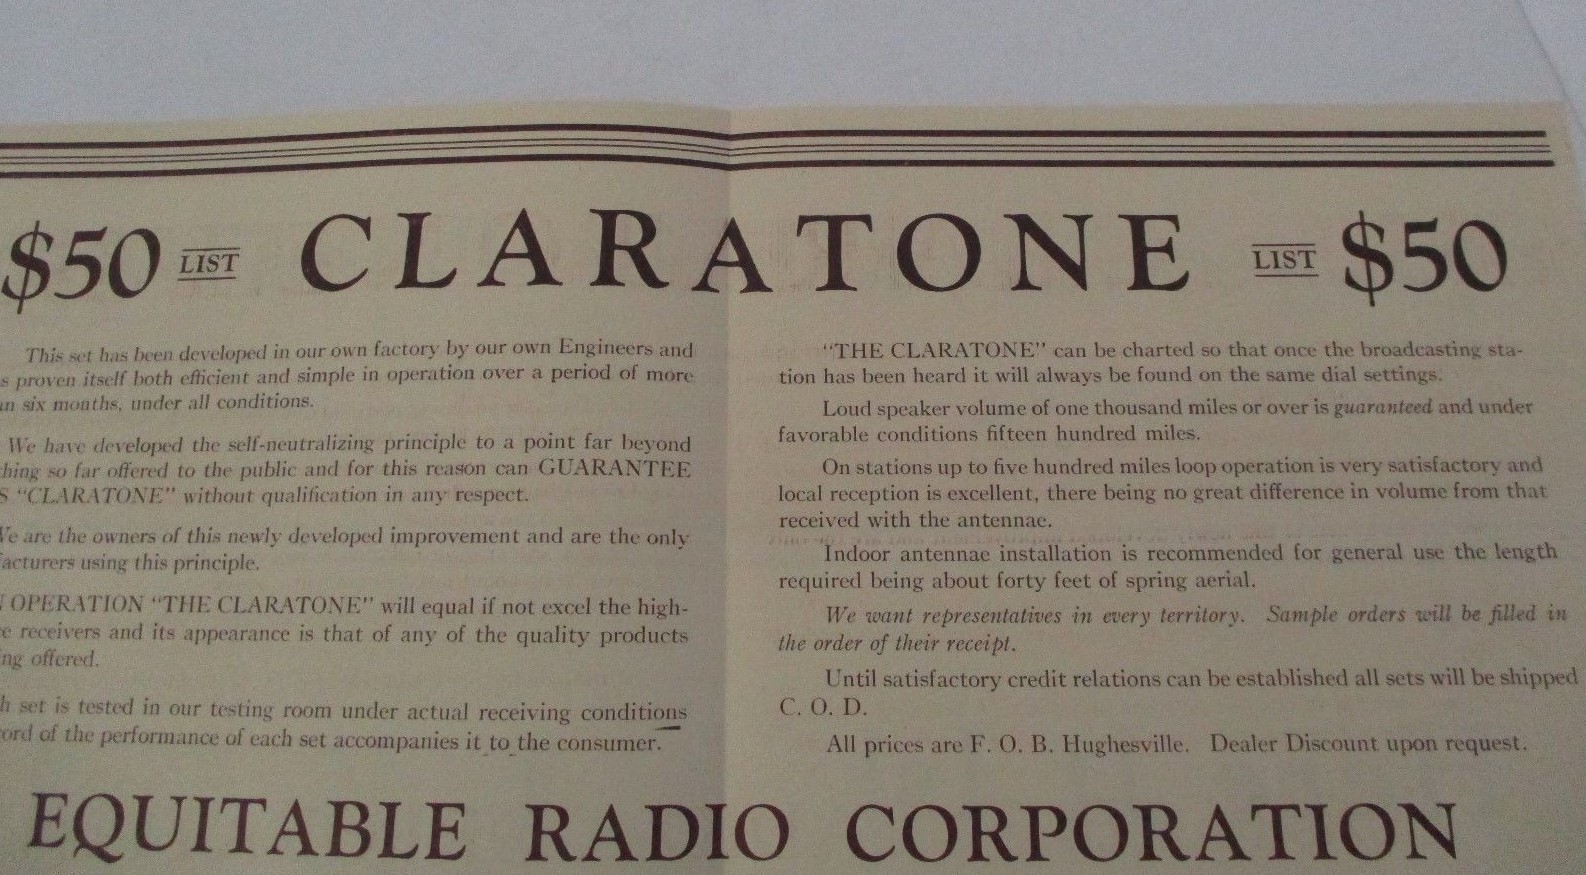 $50 LIST CLARATONE LIST $50
This set has been developed in our own factory by our own Engineers and
s proven itself both efficient and simple in operation over a period of more
an six months, under all conditions.
We have developed the self-neutralizing principle to a point far beyond
hing so far offered to the public and for this reason can GUARANTEE
S "CLARATONE" without qualification in any respect.
We are the owners of this newly developed improvement and are the only
acturers using this principle.
N OPERATION "THE CLARATONE" will equal if not excel the high-
e receivers and its appearance is that of any of the quality products
ng offered.
h set is tested in our testing room under actual receiving conditions
ord of the performance of each set accompanies it to the consumer.
"THE CLARATONE" can be charted so that once the broadcasting sta-
tion has been heard it will always be found on the same dial settings.
Loud speaker volume of one thousand miles or over is guaranteed and under
favorable conditions fifteen hundred miles.
On stations up to five hundred miles loop operation is very satisfactory and
local reception is excellent, there being no great difference in volume from that
received with the antennae.
Indoor antennae installation is recommended for general use the length
required being about forty feet of spring aerial.
We want representatives in every territory. Sample orders will be filled in
the order of their receipt.
Until satisfactory credit relations can be established all sets will be shipped
C. O. D.
All prices are F. O. B. Hughesville. Dealer Discount upon request.
EQUITABLE RADIO CORPORATION